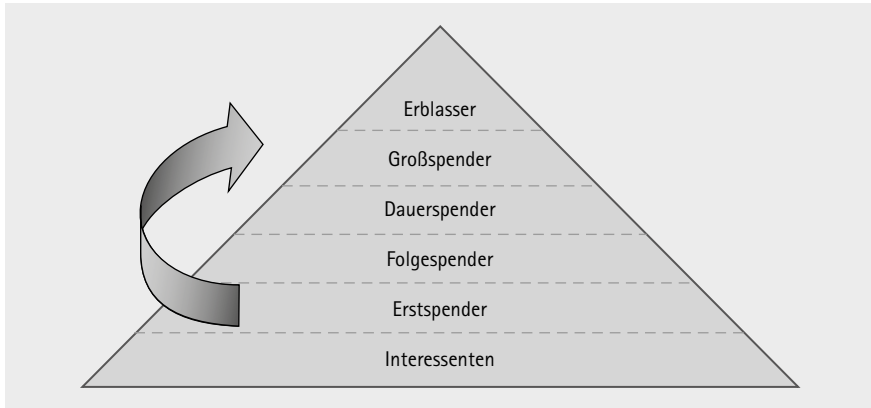 Erblasser
Großspender
Dauerspender
Folgespender
Erstspender
Interessenten